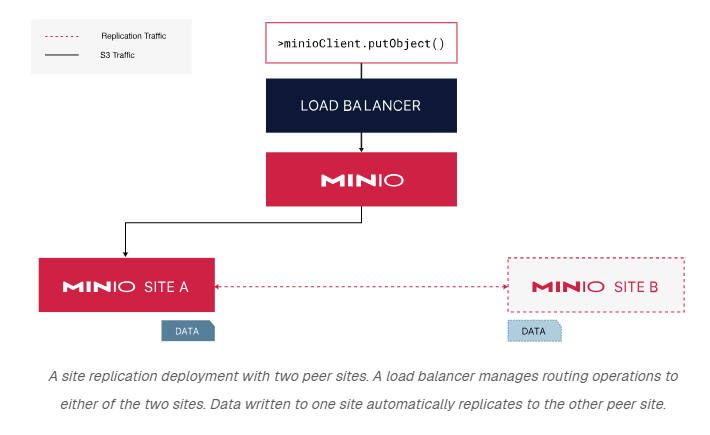 Replication Traffic
S3 Traffic
>minioClient.putObject()
LOAD BALANCER
MINIO
MINIO SITE A
MINIO SITE B
DATA
DATA
A site replication deployment with two peer sites. A load balancer manages routing operations to
either of the two sites. Data written to one site automatically replicates to the other peer site.